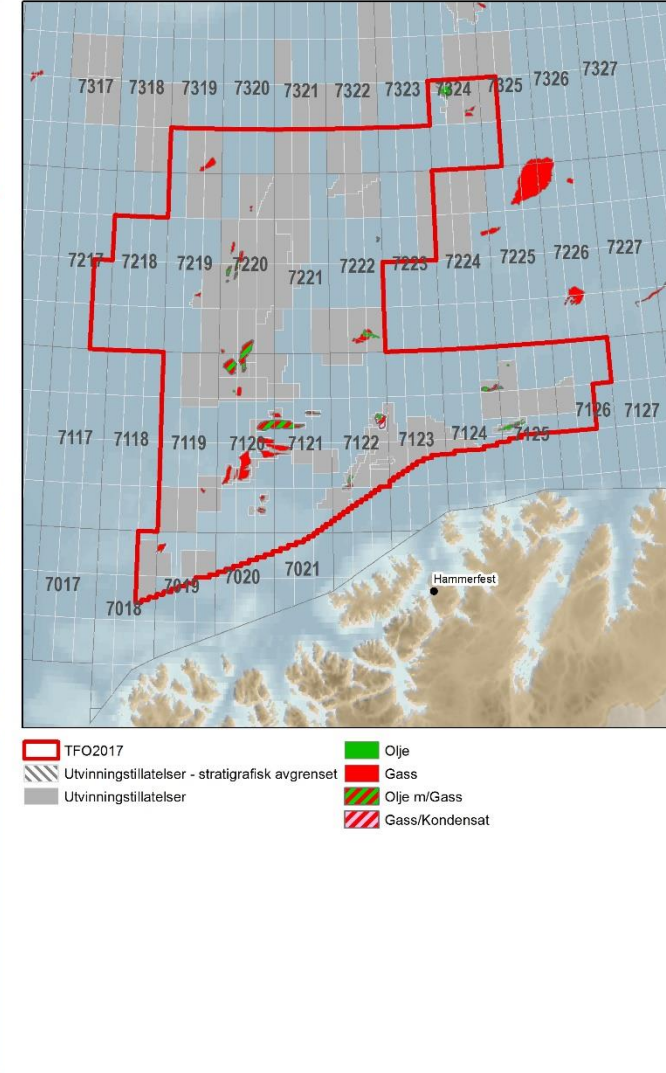 7317 7318 7319 7320 7321 7322 7323 7324 7325 7326 7327
7217 7218 7219 7220 7221 7222 7223 7224 7225 7226 7227
7117 7118 7119 7120 7121 7122 7123 7124 7125 7126 7127
7017 7018 7019 7020 7021
Hammerfest
TFO2017
Utvinningstillatelser - stratigrafisk avgrenset
Utvinningstillatelser
Olje
Gass
Olje m/Gass
Gass/Kondensat